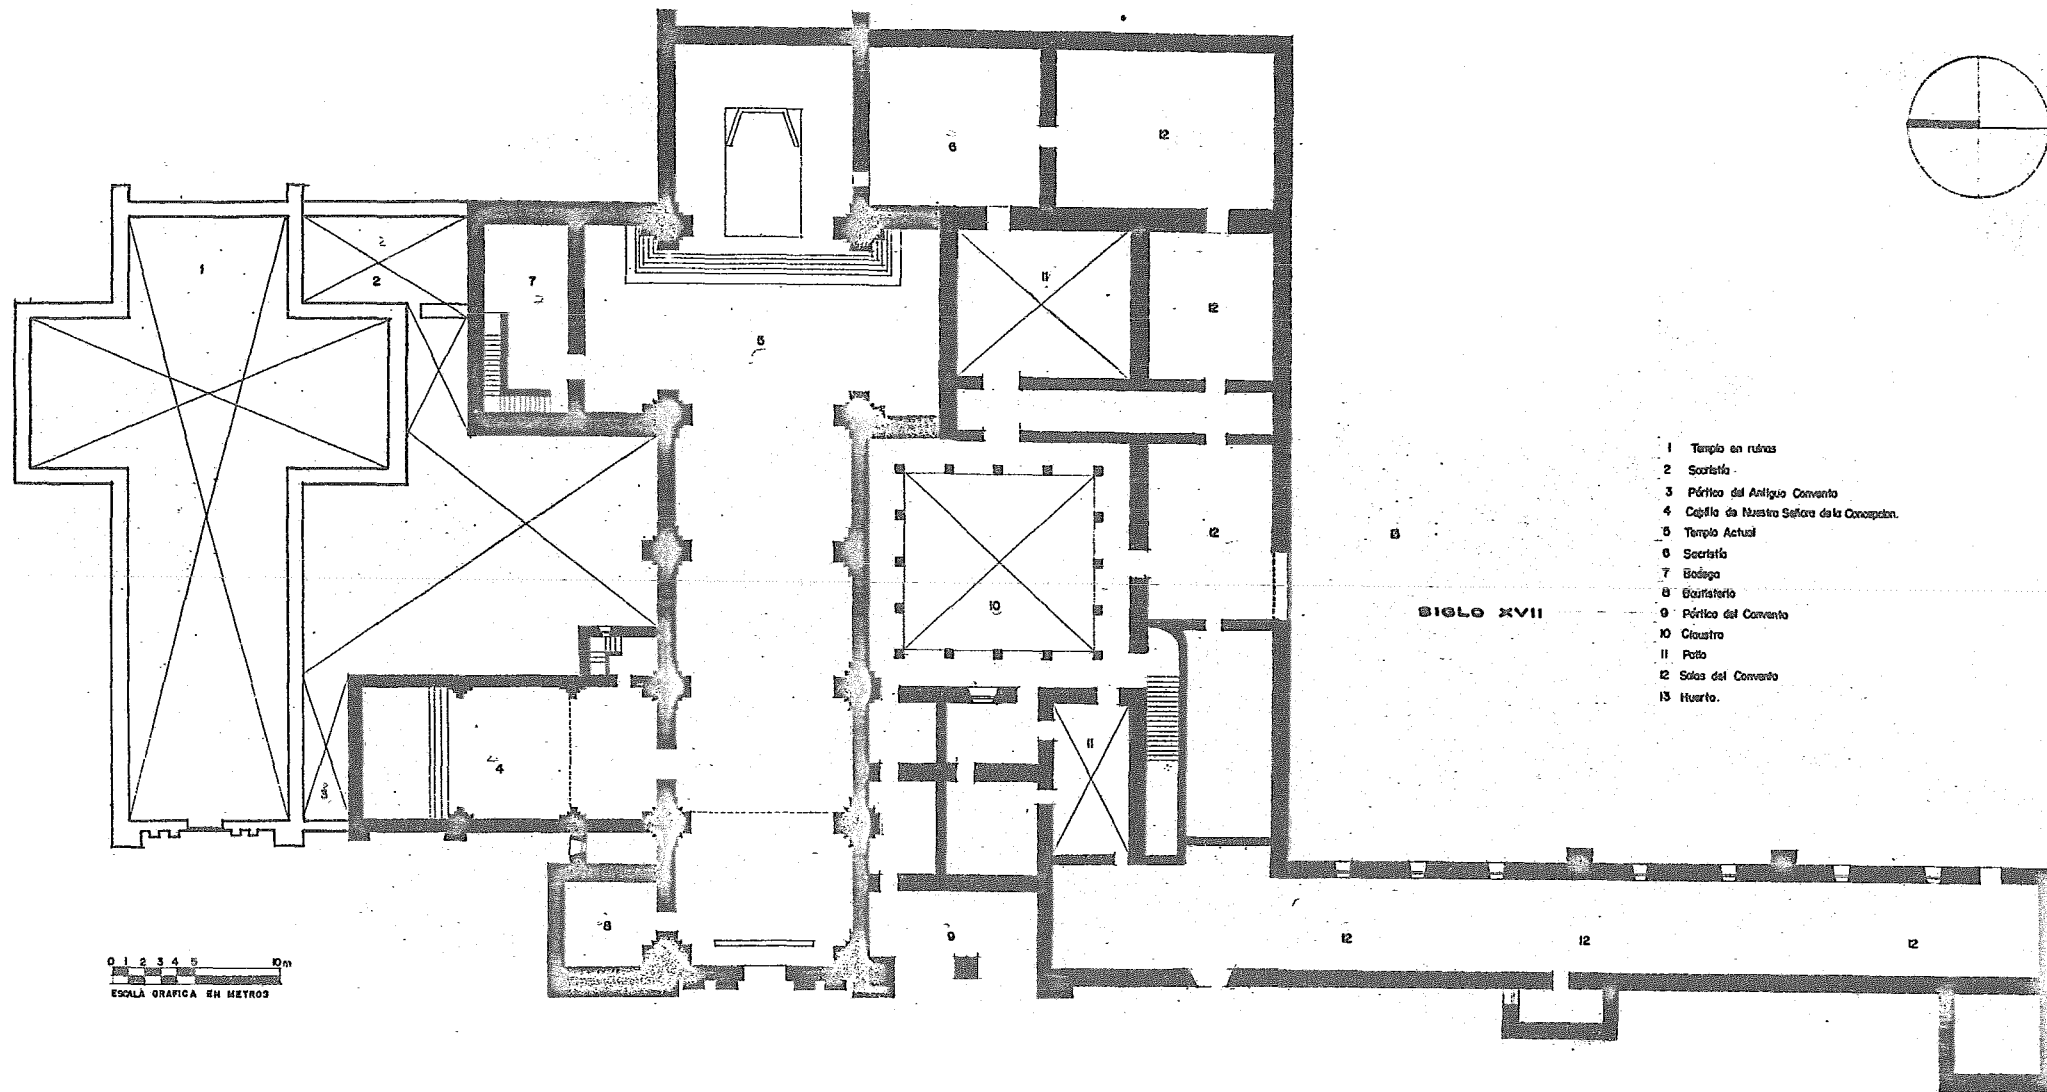 12
6
1
2
2
7
11
12
5
12
13
10
11
4
3
8
9
12
12
12
SIGLO XVII
1 Templo en ruinas
2 Sacristía
3 Pórtico del Antiguo Convento
4 Capilla de Nuestra Señora de la Concepcion.
5 Templo Actual
6 Sacristía
7 Bodega
8 Bautisterio
9 Pórtico del Convento
10 Claustro
11 Patio
12 Salas del Convento
13 Huerto.
0 1 2 3 4 5 10m
ESCALA GRAFICA EN METROS